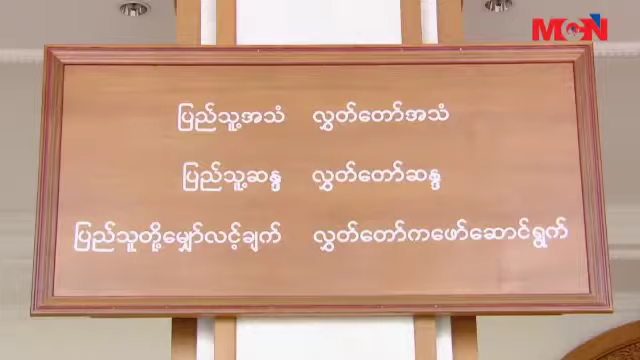 MCN
ပြည်သူ့အသံ လွှတ်တော်အသံ
ပြည်သူ့ဆန္ဒ လွှတ်တော်ဆန္ဒ
ပြည်သူတို့မျှော်လင့်ချက် လွှတ်တော်ကဖော်ဆောင်ရွက်